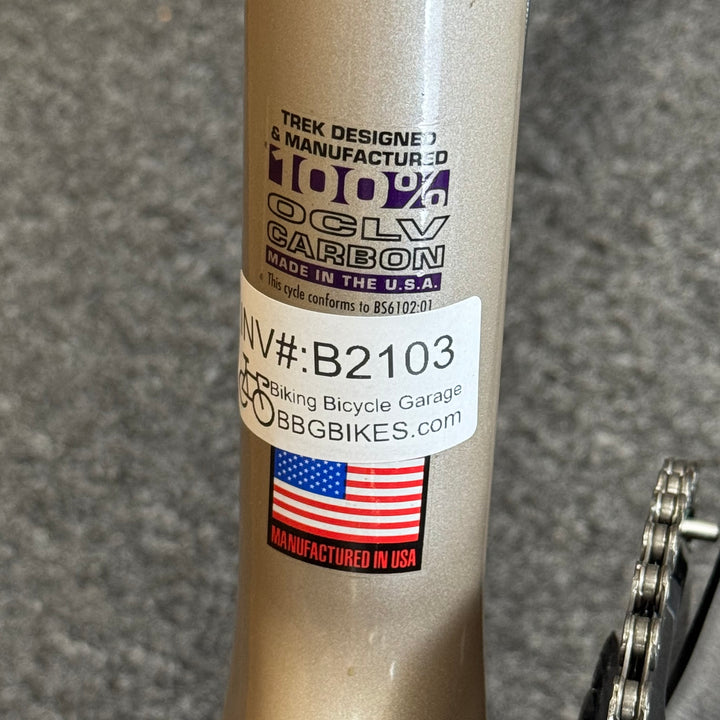 TREK DESIGNED
& MANUFACTURED
100%
OCLV
CARBON
MADE IN THE U.S.A.
This cycle conforms to BS6102:01
INV#:B2103
Biking Bicycle Garage
BBGBIKES.com
MANUFACTURED IN USA